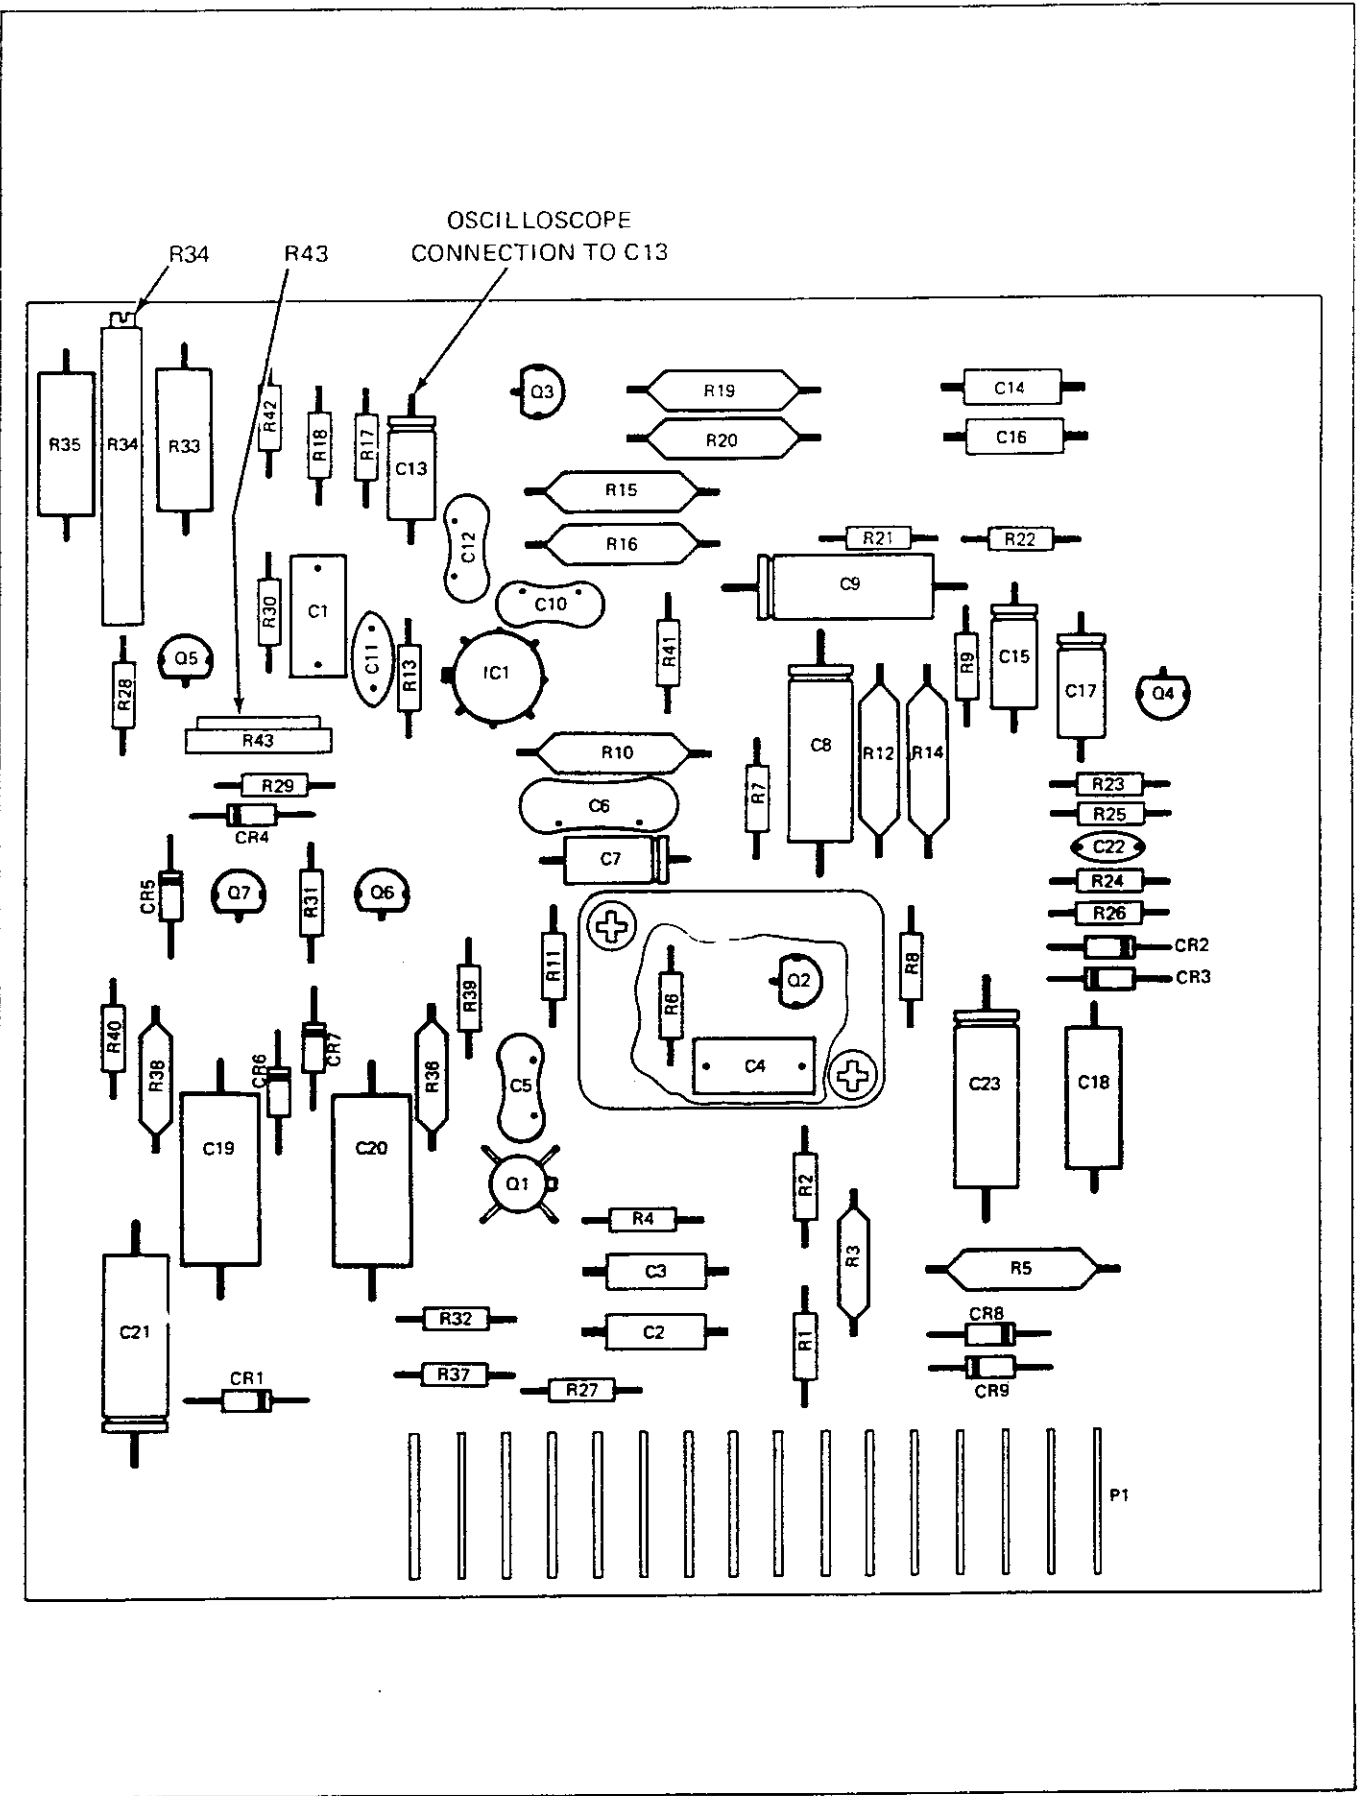 OSCILLOSCOPE
CONNECTION TO C13
R34
R43
R35
R34
R33
R42
R18
R17
C13
Q3
R19
R20
C14
C16
R15
R16
C12
R21
R22
C9
C10
R30
C1
C11
R13
IC1
R41
R9
C15
C17
Q4
Q5
R28
R43
R10
C8
R12
R14
R29
CR4
C6
R7
R23
R25
C7
C22
R24
R26
CR5
Q7
R31
Q6
CR2
CR3
R11
R39
R6
Q2
R8
R40
R38
CR6
CR7
R36
C5
C4
C23
C18
C19
C20
Q1
R2
R4
R3
C3
R5
C21
R32
C2
R1
CR8
R37
CR1
R27
CR9
P1